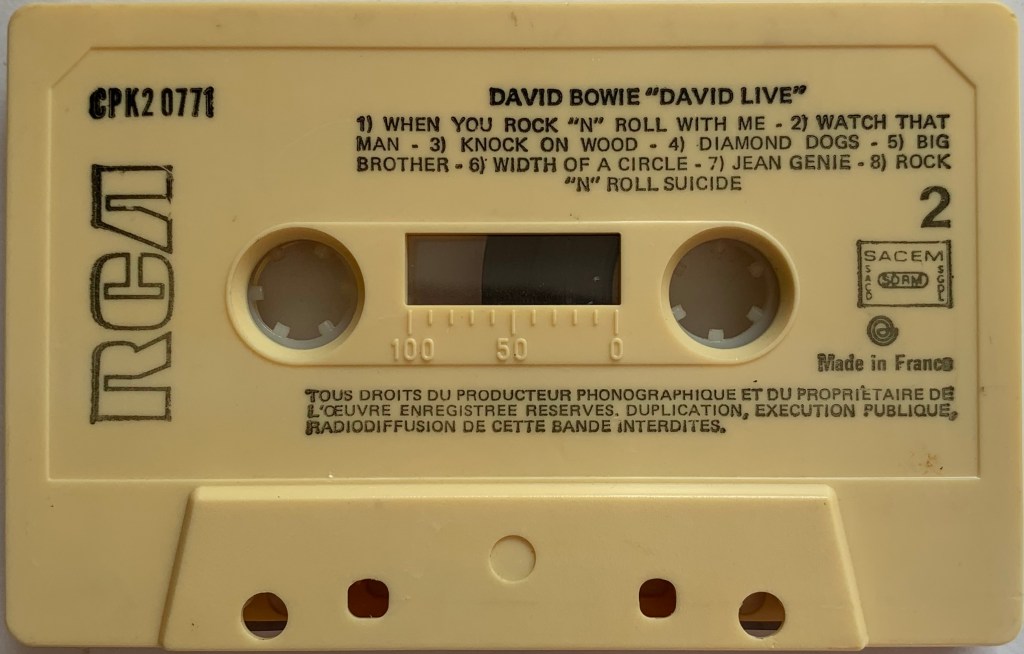 CPK2 0771
DAVID BOWIE "DAVID LIVE"
1) WHEN YOU ROCK "N" ROLL WITH ME - 2) WATCH THAT
MAN - 3) KNOCK ON WOOD - 4) DIAMOND DOGS - 5) BIG
BROTHER - 6) WIDTH OF A CIRCLE - 7) JEAN GENIE - 8) ROCK
"N" ROLL SUICIDE
2
RCA
SACEM
SACD
SDRM
SGDL
100 50 0
Made in France
TOUS DROITS DU PRODUCTEUR PHONOGRAPHIQUE ET DU PROPRIETAIRE DE
L'ŒUVRE ENREGISTREE RESERVES. DUPLICATION, EXECUTION PUBLIQUE,
RADIODIFFUSION DE CETTE BANDE INTERDITES.